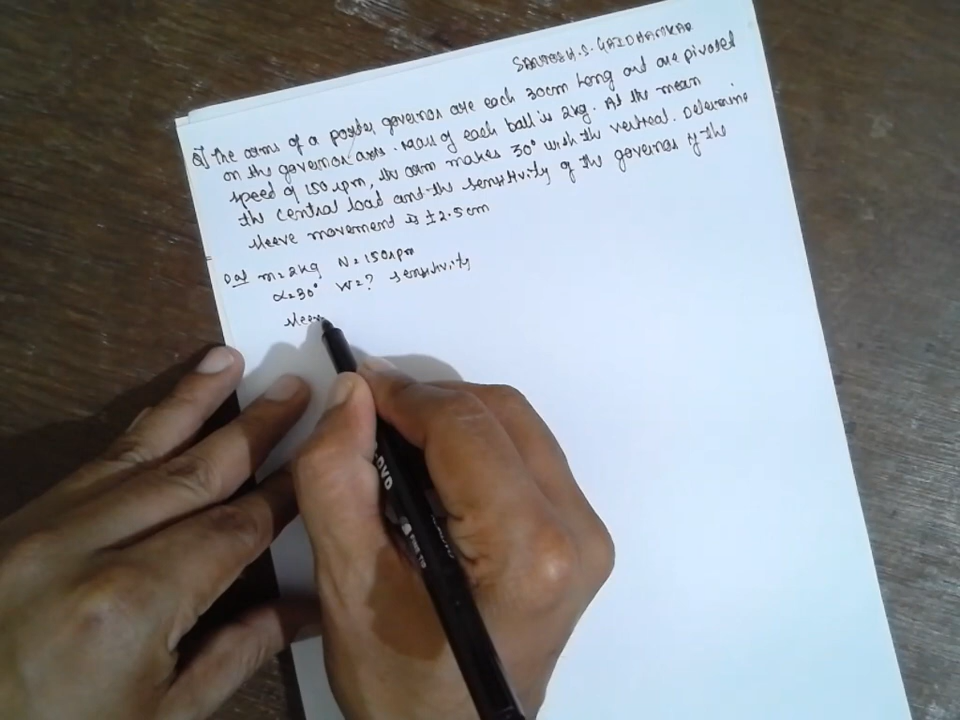 SANTOSH.S.GAIDHANKAR
Q] The arms of a porter governor are each 30cm long and are pivoted
on the governor axis. Mass of each ball is 2kg. At the mean
speed of 150 rpm, the arm makes 30° with the vertical. Determine
the central load and the sensitivity of the governor if the
sleeve movement is ± 2.5 cm
m=2kg N=150rpm
α=30° W=? sensitivity
sleev